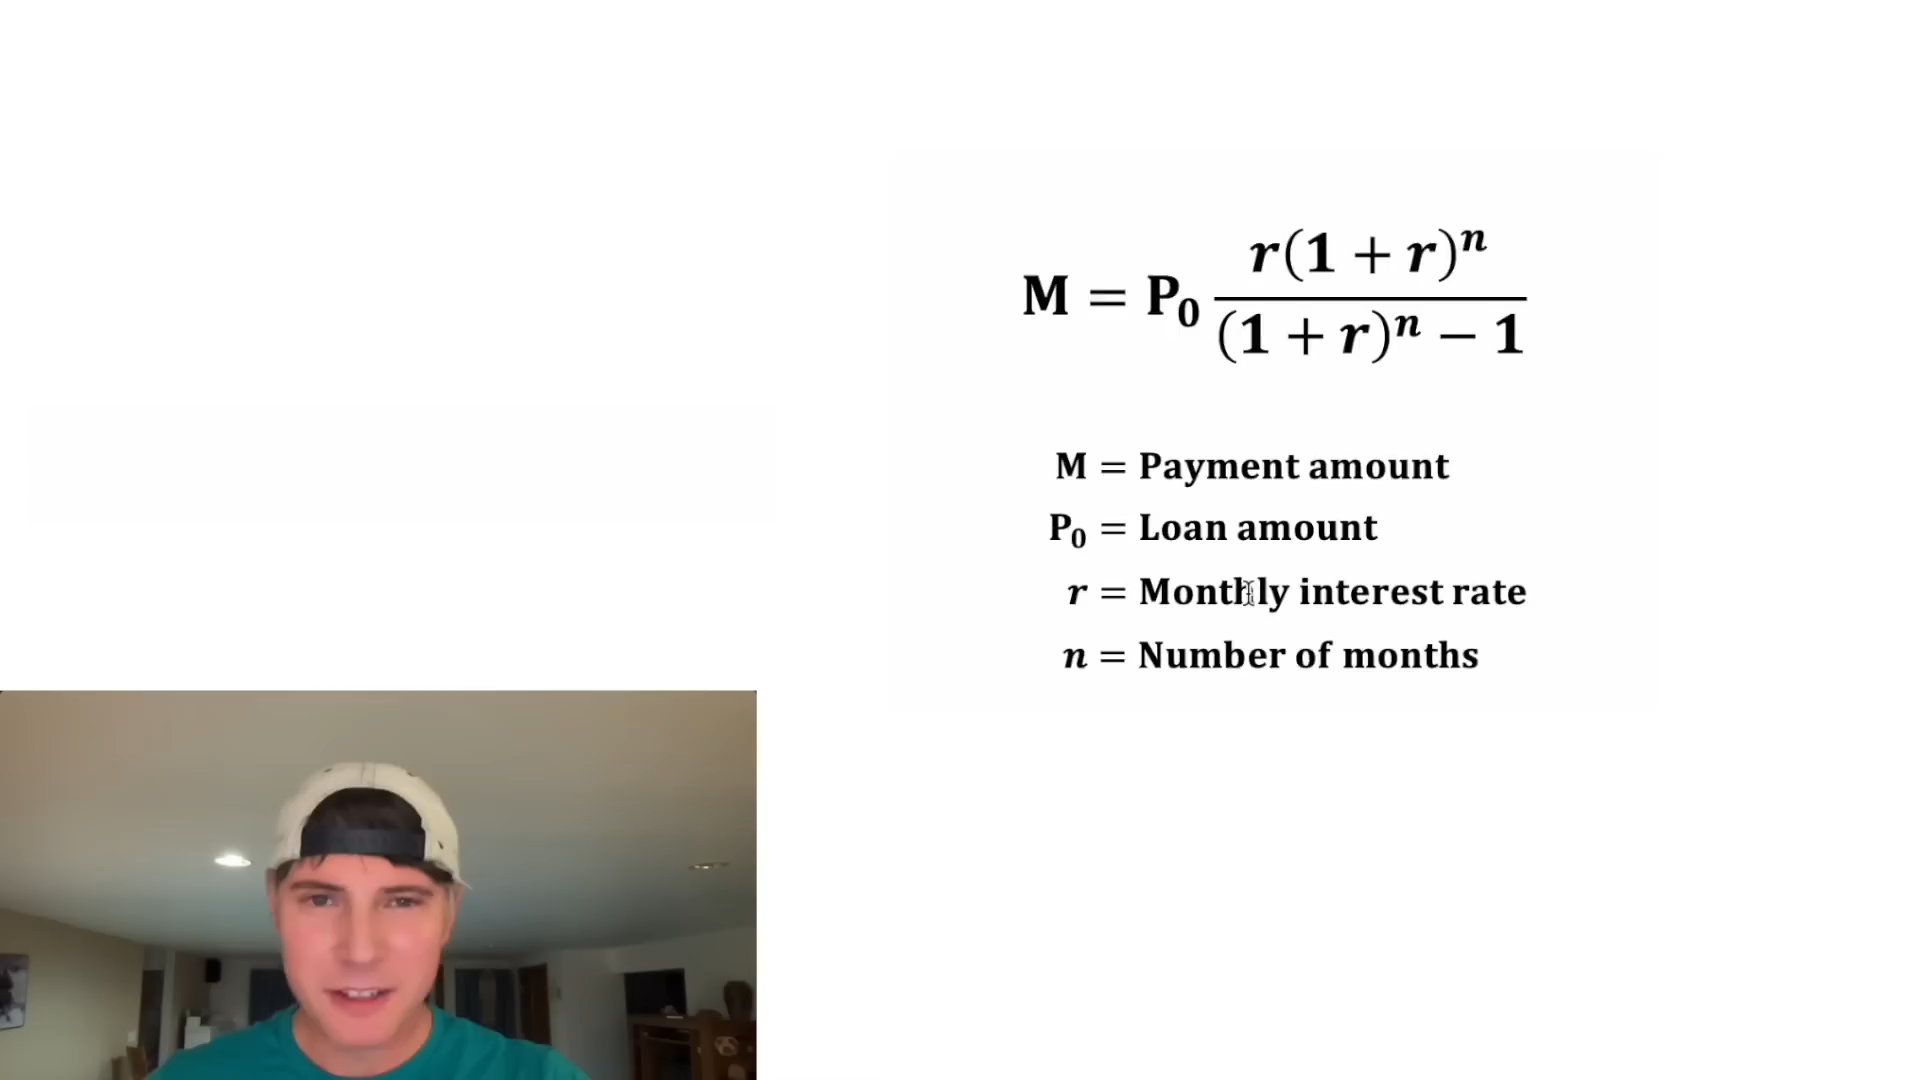 M = P₀ r(1 + r)ⁿ / (1 + r)ⁿ − 1
M = Payment amount
P₀ = Loan amount
r = Monthly interest rate
n = Number of months